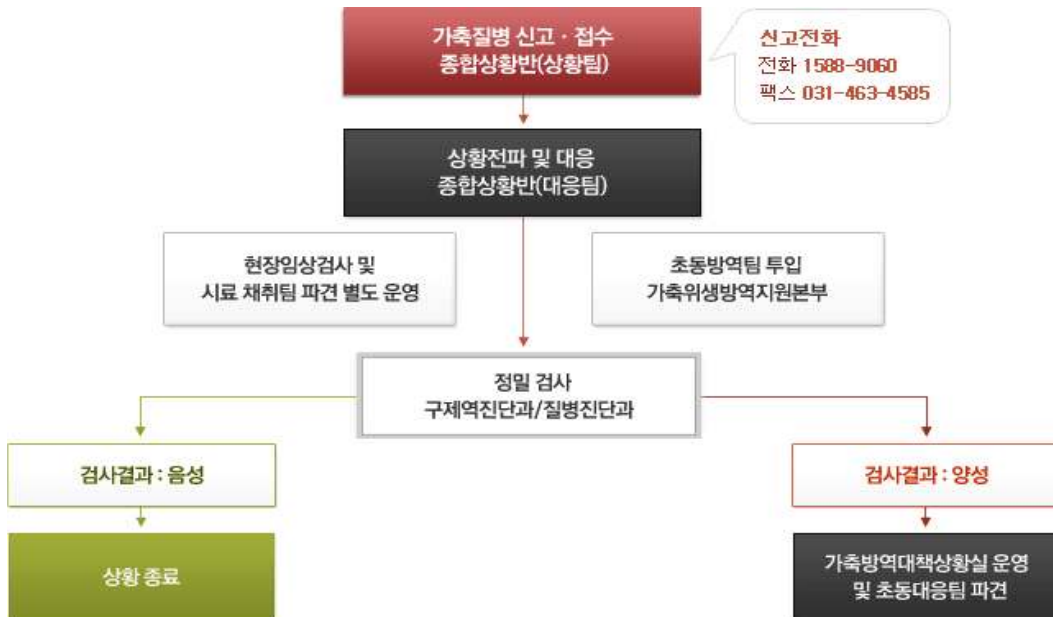 가축질병 신고 · 접수
종합상황반(상황팀)
신고전화
전화 1588-9060
팩스 031-463-4585
상황전파 및 대응
종합상황반(대응팀)
현장임상검사 및
시료 채취팀 파견 별도 운영
초동방역팀 투입
가축위생방역지원본부
정밀 검사
구제역진단과/질병진단과
검사결과 : 음성
검사결과 : 양성
상황 종료
가축방역대책상황실 운영
및 초동대응팀 파견